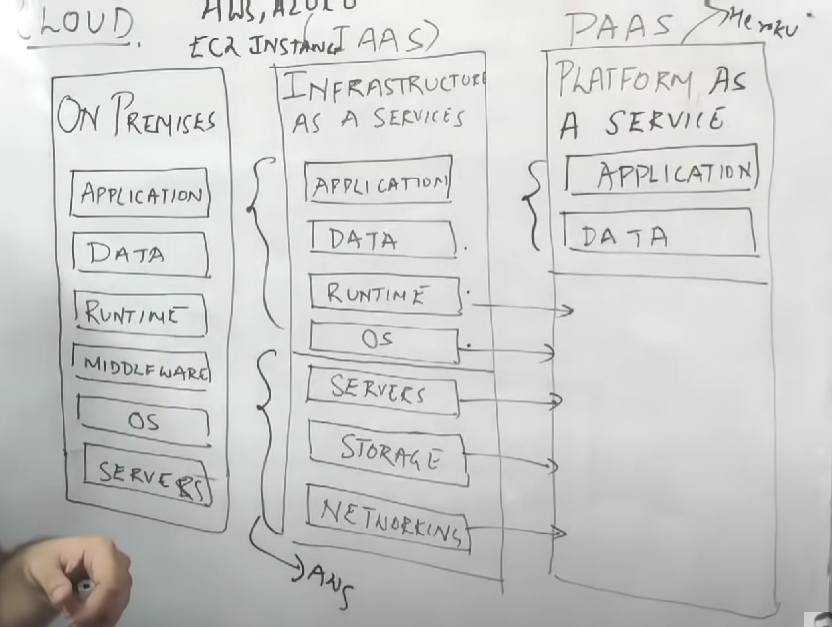 CLOUD.
AWS, AZURE
EC2 INSTANCE (IAAS)
PAAS
Heroku
ON PREMISES
APPLICATION
DATA
RUNTIME
MIDDLEWARE
OS
SERVERS
INFRASTRUCTURE
AS A SERVICES
APPLICATION
DATA
RUNTIME
OS
SERVERS
STORAGE
NETWORKING
AWS
PLATFORM AS
A SERVICE
APPLICATION
DATA